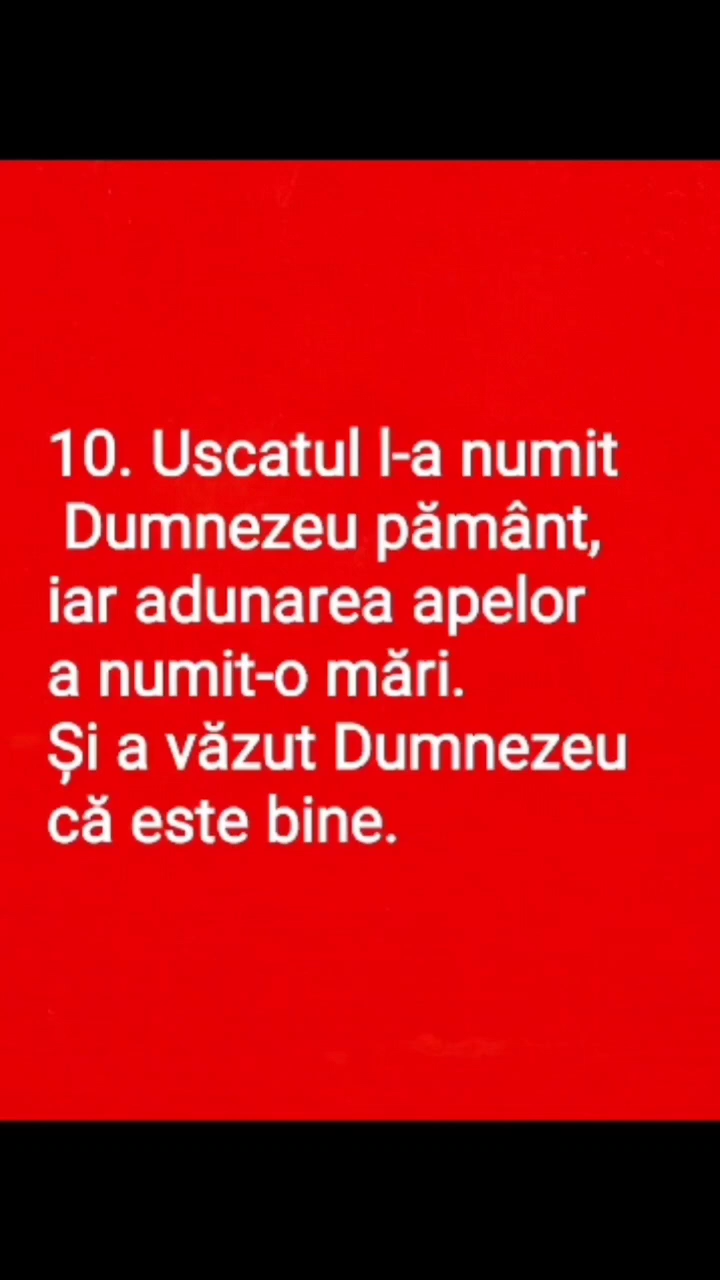 10. Uscatul l-a numit
Dumnezeu pământ,
iar adunarea apelor
a numit-o mări.
Și a văzut Dumnezeu
că este bine.